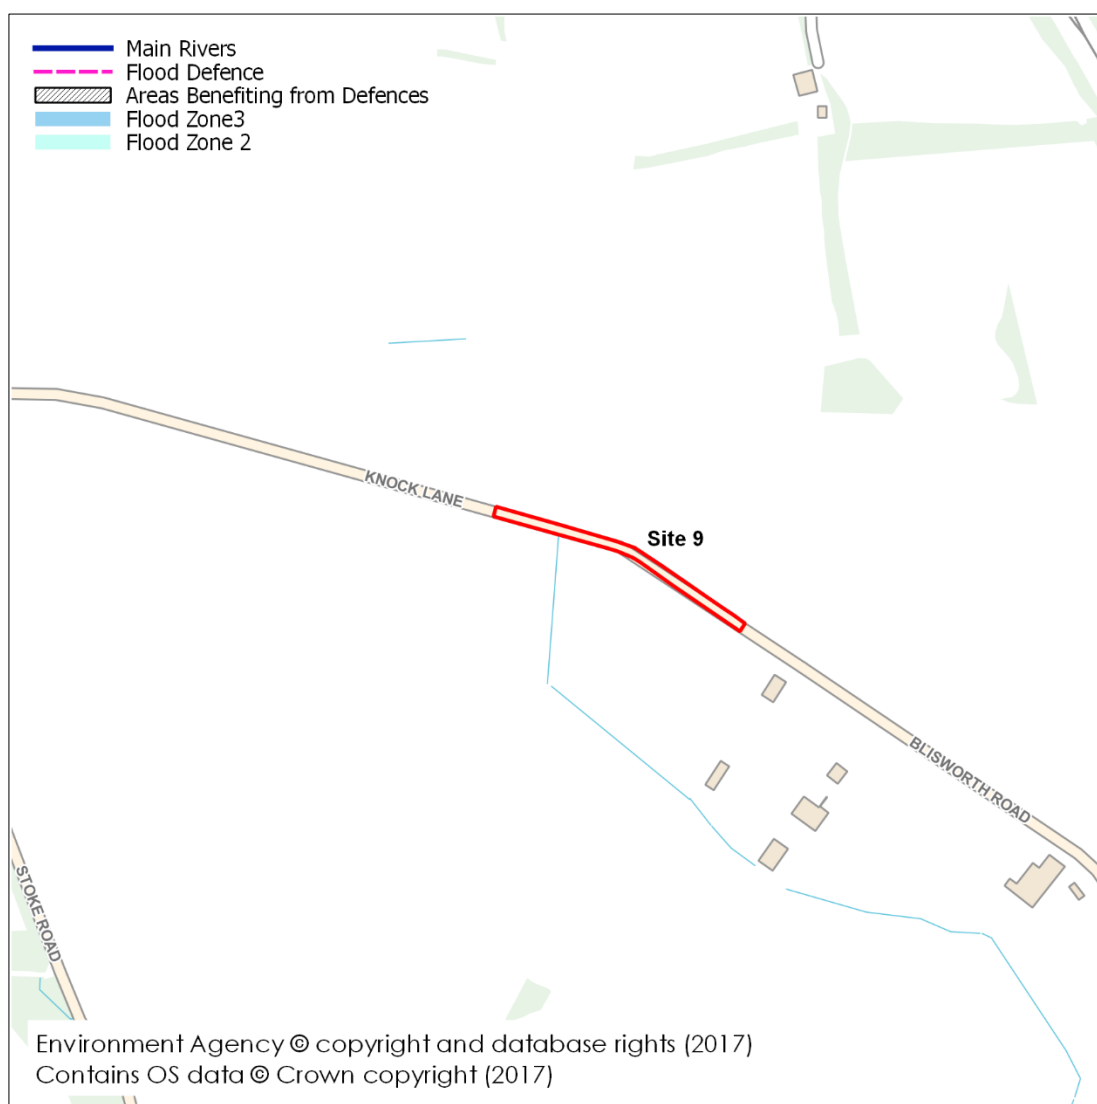 Main Rivers
Flood Defence
Areas Benefiting from Defences
Flood Zone3
Flood Zone 2
KNOCK LANE
Site 9
BLISWORTH ROAD
STOKE ROAD
Environment Agency © copyright and database rights (2017)
Contains OS data © Crown copyright (2017)